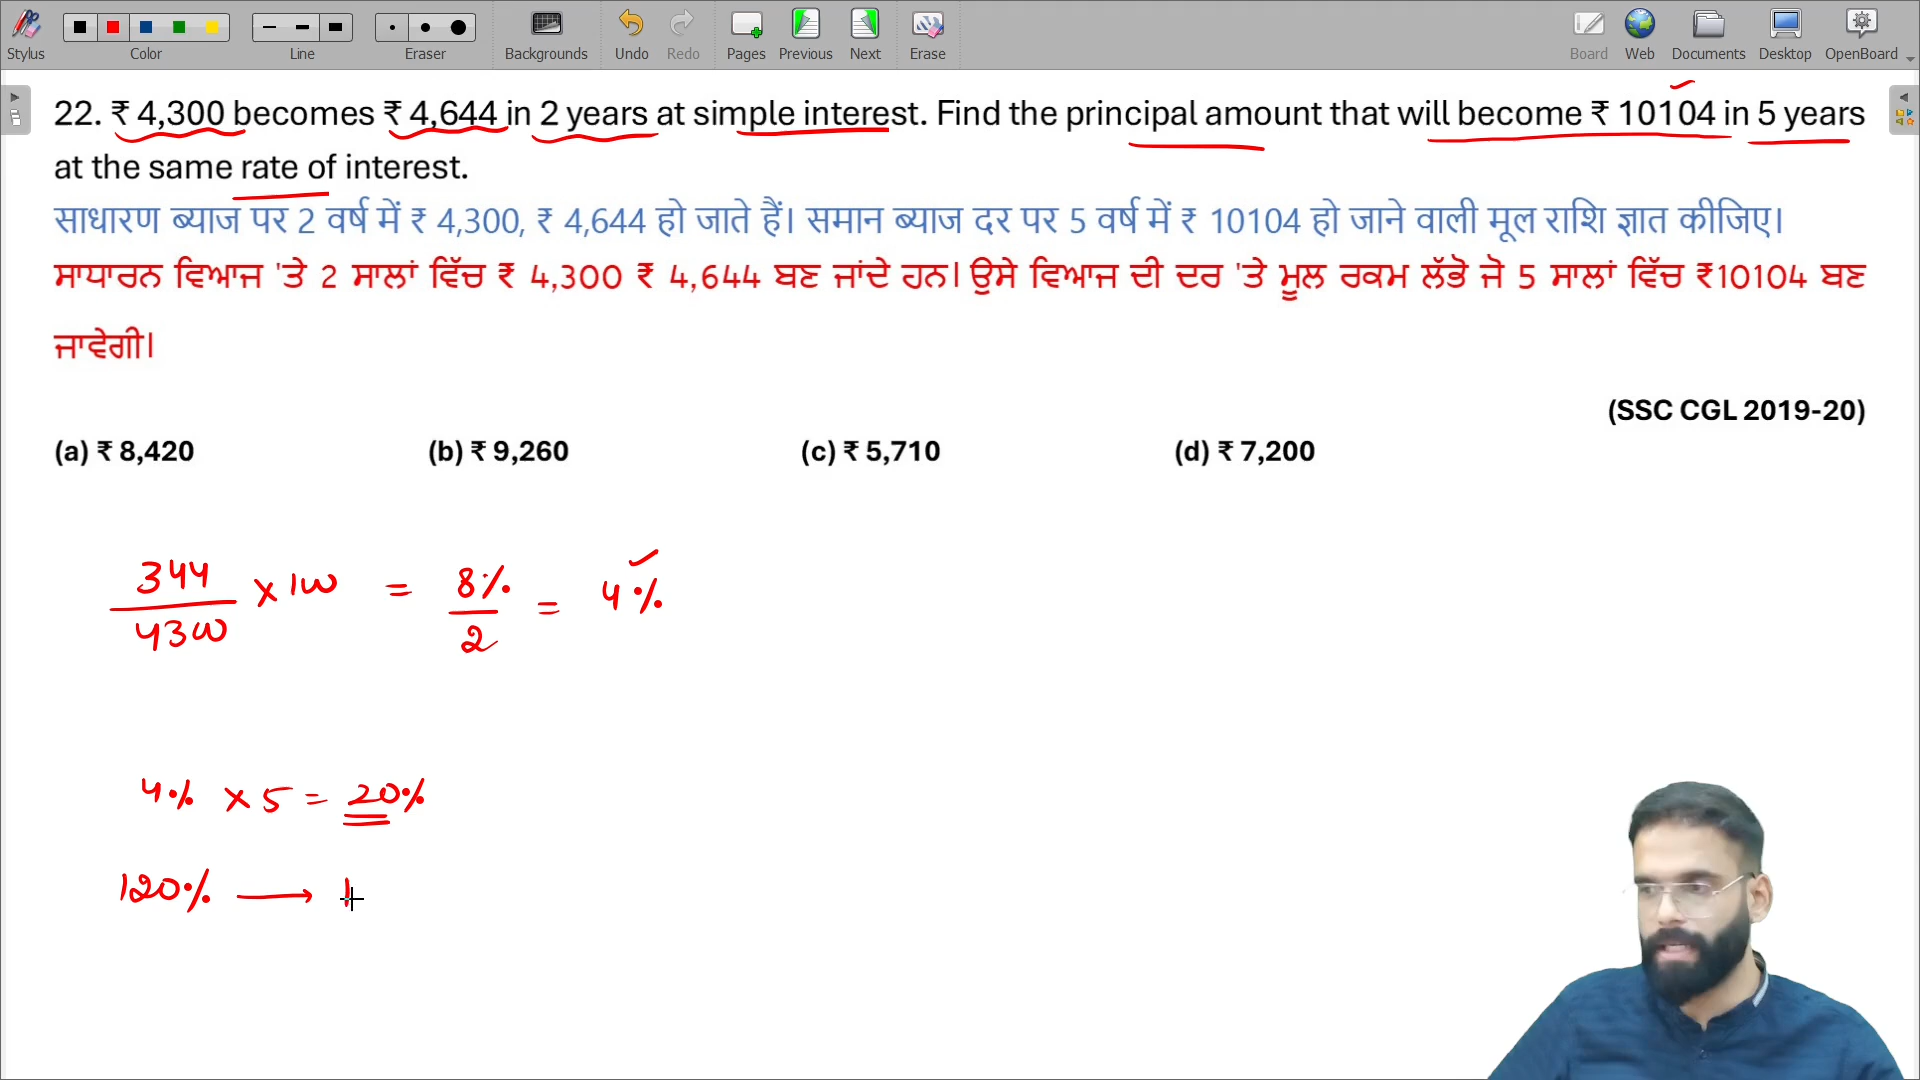 Stylus Color Line Eraser Backgrounds Undo Redo Pages Previous Next Erase Board Web Documents Desktop OpenBoard
22. ₹ 4,300 becomes ₹ 4,644 in 2 years at simple interest. Find the principal amount that will become ₹ 10104 in 5 years
at the same rate of interest.
साधारण ब्याज पर 2 वर्ष में ₹ 4,300, ₹ 4,644 हो जाते हैं। समान ब्याज दर पर 5 वर्ष में ₹ 10104 हो जाने वाली मूल राशि ज्ञात कीजिए।
ਸਾਧਾਰਨ ਵਿਆਜ 'ਤੇ 2 ਸਾਲਾਂ ਵਿੱਚ ₹ 4,300 ₹ 4,644 ਬਣ ਜਾਂਦੇ ਹਨ। ਉਸੇ ਵਿਆਜ ਦੀ ਦਰ 'ਤੇ ਮੂਲ ਰਕਮ ਲੱਭੋ ਜੋ 5 ਸਾਲਾਂ ਵਿੱਚ ₹10104 ਬਣ
ਜਾਵੇਗੀ।
(SSC CGL 2019-20)
(a) ₹ 8,420 (b) ₹ 9,260 (c) ₹ 5,710 (d) ₹ 7,200
344/4300 × 100 = 8%/2 = 4%
4% × 5 = 20%
120% → 1